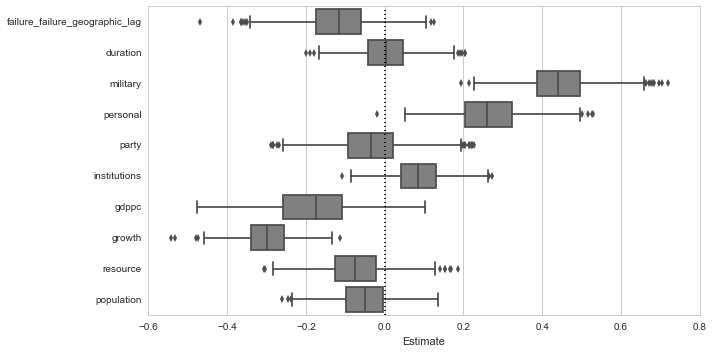 failure_failure_geographic_lag
duration
military
personal
party
institutions
gdppc
growth
resource
population
−0.6 −0.4 −0.2 0.0 0.2 0.4 0.6 0.8
Estimate